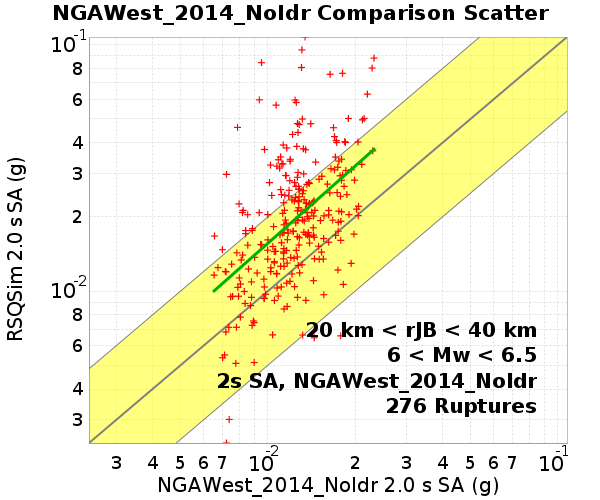 NGAWest_2014_NoIdr Comparison Scatter
RSQSim 2.0 s SA (g)
10-1
8
6
4
3
2
10-2
8
6
4
3
20 km < rJB < 40 km
6 < Mw < 6.5
2s SA, NGAWest_2014_NoIdr
276 Ruptures
3 4 5 6 7 10-2 2 3 4 5 6 7 10-1
NGAWest_2014_NoIdr 2.0 s SA (g)